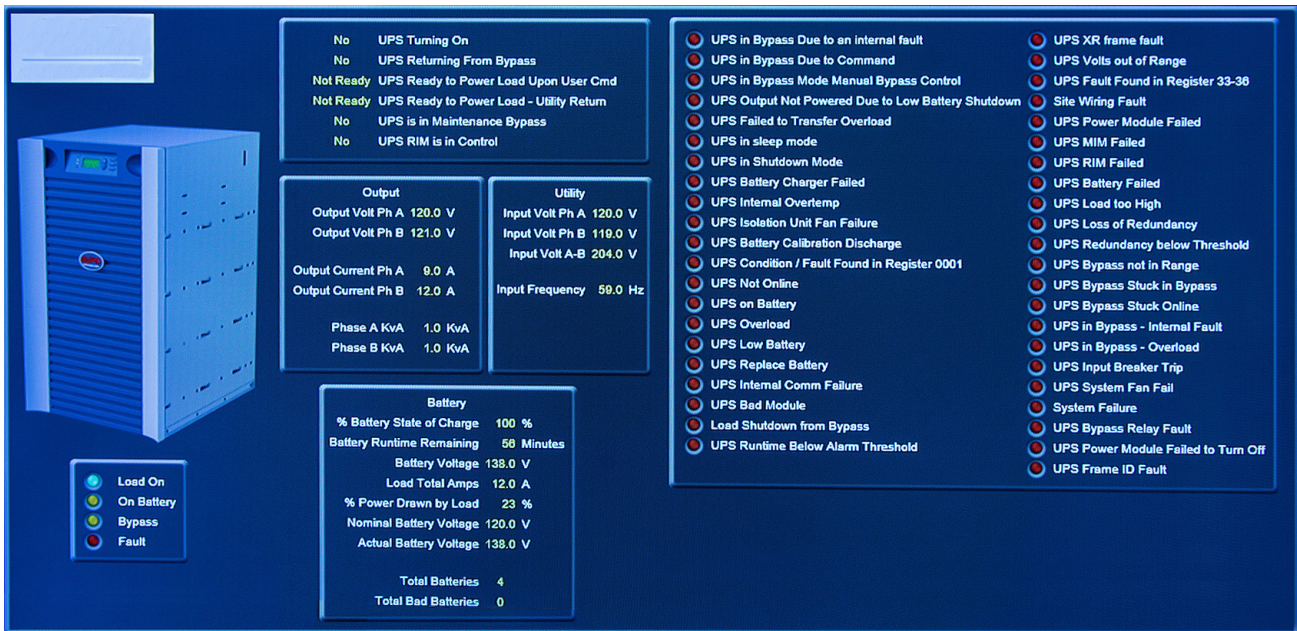 No UPS Turning On
No UPS Returning From Bypass
Not Ready UPS Ready to Power Load Upon User Cmd
Not Ready UPS Ready to Power Load - Utility Return
No UPS is in Maintenance Bypass
No UPS RIM is in Control
Output
Output Volt Ph A 120.0 V
Output Volt Ph B 121.0 V
Output Current Ph A 9.0 A
Output Current Ph B 12.0 A
Phase A KvA 1.0 KvA
Phase B KvA 1.0 KvA
Utility
Input Volt Ph A 120.0 V
Input Volt Ph B 119.0 V
Input Volt A-B 204.0 V
Input Frequency 59.0 Hz
Battery
% Battery State of Charge 100 %
Battery Runtime Remaining 56 Minutes
Battery Voltage 138.0 V
Load Total Amps 12.0 A
% Power Drawn by Load 23 %
Nominal Battery Voltage 120.0 V
Actual Battery Voltage 138.0 V
Total Batteries 4
Total Bad Batteries 0
Load On
On Battery
Bypass
Fault
UPS in Bypass Due to an internal fault
UPS in Bypass Due to Command
UPS in Bypass Mode Manual Bypass Control
UPS Output Not Powered Due to Low Battery Shutdown
UPS Failed to Transfer Overload
UPS in sleep mode
UPS in Shutdown Mode
UPS Battery Charger Failed
UPS Internal Overtemp
UPS Isolation Unit Fan Failure
UPS Battery Calibration Discharge
UPS Condition / Fault Found in Register 0001
UPS Not Online
UPS on Battery
UPS Overload
UPS Low Battery
UPS Replace Battery
UPS Internal Comm Failure
UPS Bad Module
Load Shutdown from Bypass
UPS Runtime Below Alarm Threshold
UPS XR frame fault
UPS Volts out of Range
UPS Fault Found in Register 33-36
Site Wiring Fault
UPS Power Module Failed
UPS MIM Failed
UPS RIM Failed
UPS Battery Failed
UPS Load too High
UPS Loss of Redundancy
UPS Redundancy below Threshold
UPS Bypass not in Range
UPS Bypass Stuck in Bypass
UPS Bypass Stuck Online
UPS in Bypass - Internal Fault
UPS in Bypass - Overload
UPS Input Breaker Trip
UPS System Fan Fail
System Failure
UPS Bypass Relay Fault
UPS Power Module Failed to Turn Off
UPS Frame ID Fault